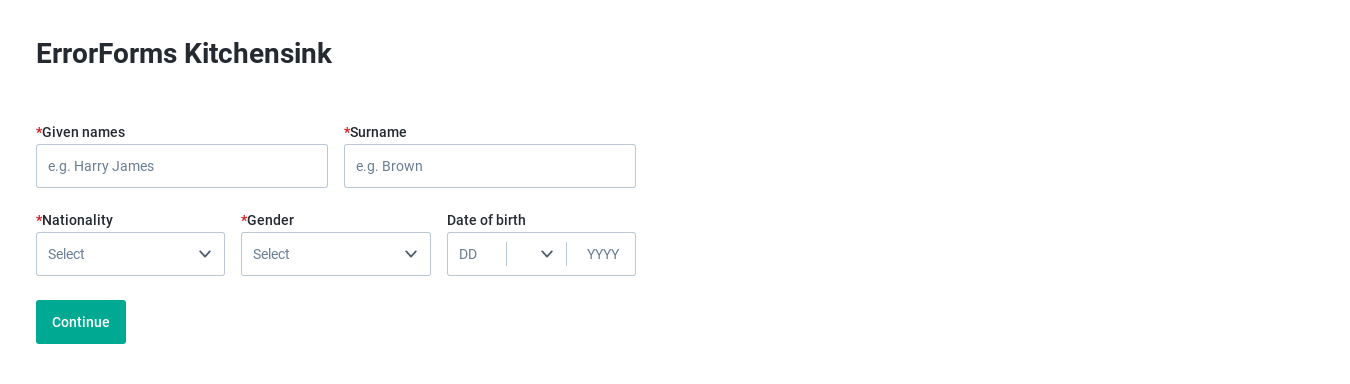 ErrorForms Kitchensink
*Given names *Surname
e.g. Harry James e.g. Brown
*Nationality *Gender Date of birth
Select Select DD YYYY
Continue